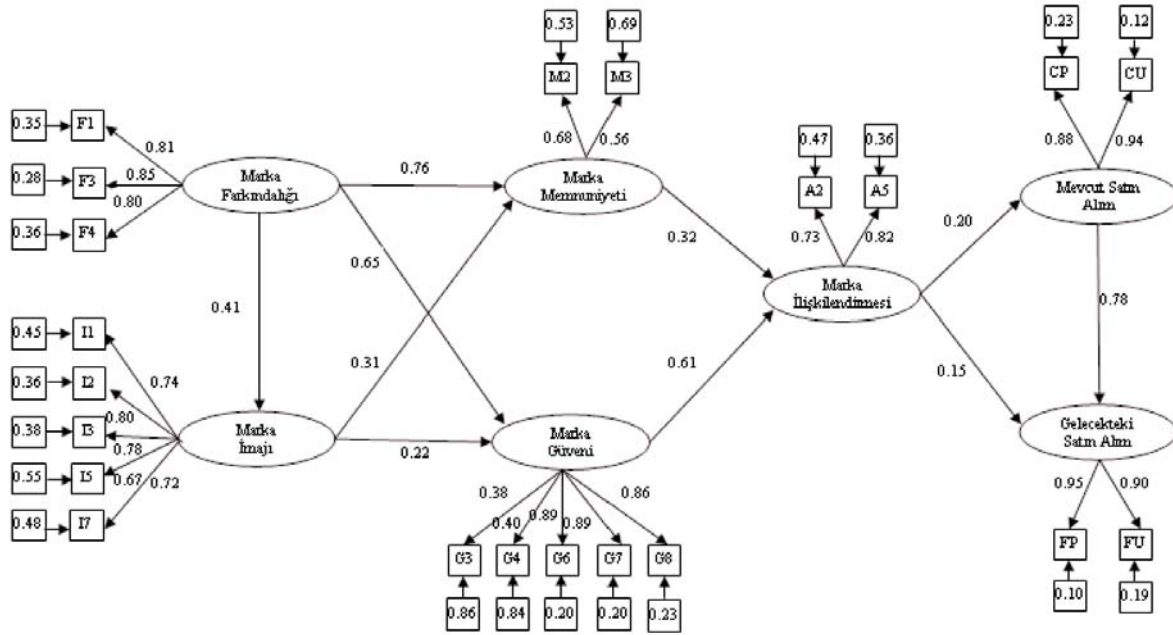 0.53
0.69
M2
M3
0.68
0.56
0.23
0.12
CP
CU
0.88
0.94
0.35
F1
0.81
0.28
F3
0.85
0.36
F4
0.80
Marka
Farkındalığı
0.76
Marka
Memnuniyeti
0.47
0.36
A2
A5
0.73
0.82
Mevcut Satın
Alım
0.20
0.32
0.65
0.41
Marka
İlişkilendirmesi
0.78
0.45
I1
0.74
0.36
I2
0.80
0.38
I3
0.78
0.55
I5
0.67
0.48
I7
0.72
Marka
İmajı
0.31
0.22
Marka
Güveni
0.61
0.15
Gelecekteki
Satın Alım
0.38
0.40
0.89
0.89
0.86
G3
G4
G6
G7
G8
0.86
0.84
0.20
0.20
0.23
0.95
0.90
FP
FU
0.10
0.19